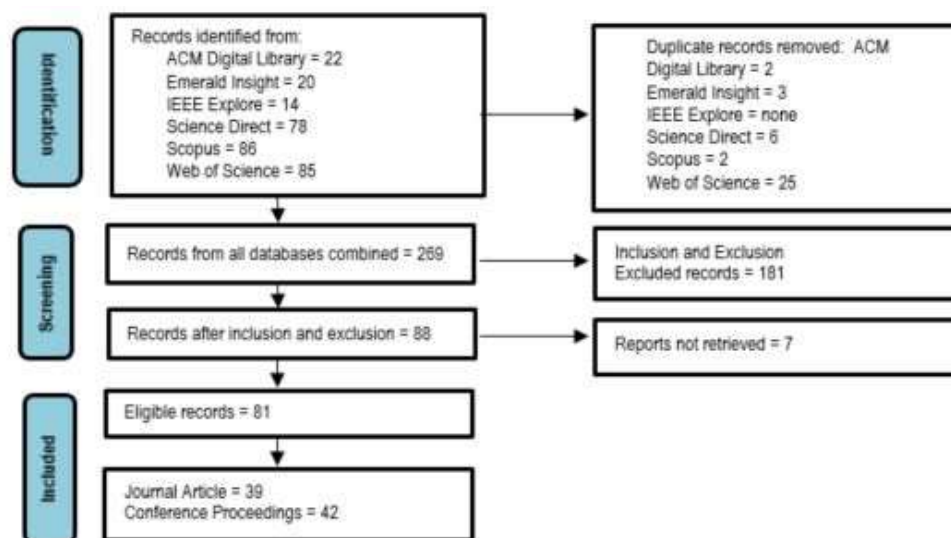 Identification
Records identified from:
ACM Digital Library = 22
Emerald Insight = 20
IEEE Explore = 14
Science Direct = 78
Scopus = 86
Web of Science = 85
Duplicate records removed: ACM
Digital Library = 2
Emerald Insight = 3
IEEE Explore = none
Science Direct = 6
Scopus = 2
Web of Science = 25
Screening
Records from all databases combined = 269
Inclusion and Exclusion
Excluded records = 181
Records after inclusion and exclusion = 88
Reports not retrieved = 7
Included
Eligible records = 81
Journal Article = 39
Conference Proceedings = 42